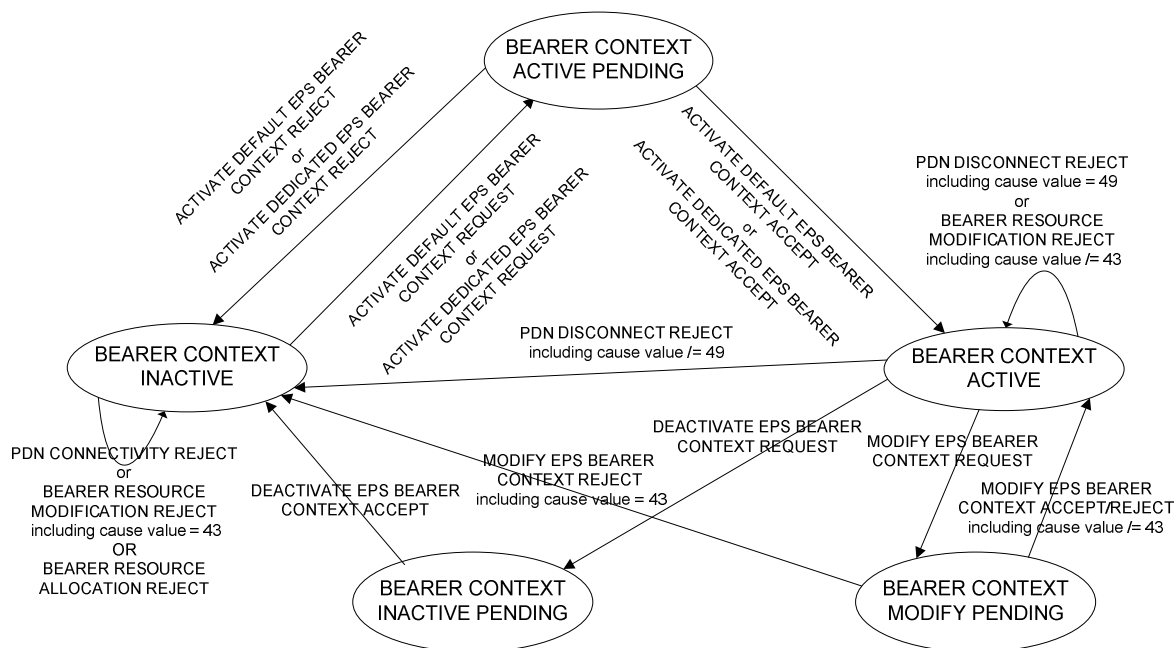 BEARER CONTEXT
ACTIVE PENDING
ACTIVATE DEFAULT EPS BEARER
CONTEXT REJECT
or
ACTIVATE DEDICATED EPS BEARER
CONTEXT REJECT
ACTIVATE DEFAULT EPS BEARER
CONTEXT REQUEST
or
ACTIVATE DEDICATED EPS BEARER
CONTEXT REQUEST
ACTIVATE DEFAULT EPS BEARER
CONTEXT ACCEPT
or
ACTIVATE DEDICATED EPS BEARER
CONTEXT ACCEPT
PDN DISCONNECT REJECT
including cause value = 49
or
BEARER RESOURCE
MODIFICATION REJECT
including cause value /= 43
BEARER CONTEXT
INACTIVE
PDN DISCONNECT REJECT
including cause value /= 49
BEARER CONTEXT
ACTIVE
PDN CONNECTIVITY REJECT
or
BEARER RESOURCE
MODIFICATION REJECT
including cause value = 43
OR
BEARER RESOURCE
ALLOCATION REJECT
DEACTIVATE EPS BEARER
CONTEXT ACCEPT
MODIFY EPS BEARER
CONTEXT REJECT
including cause value = 43
DEACTIVATE EPS BEARER
CONTEXT REQUEST
MODIFY EPS BEARER
CONTEXT REQUEST
MODIFY EPS BEARER
CONTEXT ACCEPT/REJECT
including cause value /= 43
BEARER CONTEXT
INACTIVE PENDING
BEARER CONTEXT
MODIFY PENDING